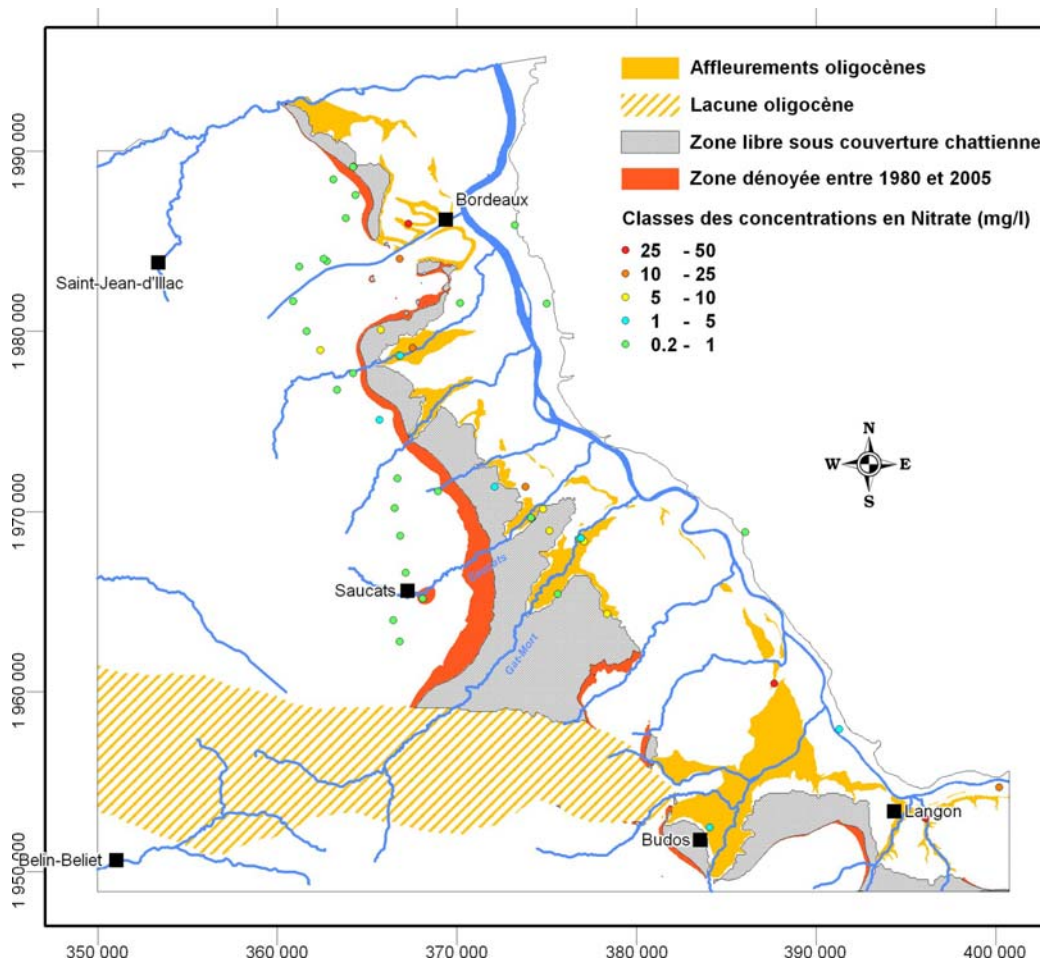 Affleurements oligocènes
Lacune oligocène
Zone libre sous couverture chattienne
Zone dénoyée entre 1980 et 2005
Classes des concentrations en Nitrate (mg/l)
25 - 50
10 - 25
5 - 10
1 - 5
0.2 - 1
Bordeaux
Saint-Jean-d'Illac
N
W E
S
Saucats
Gat-Mort
Budos
Langon
Belin-Beliet
1 990 000
1 980 000
1 970 000
1 960 000
1 950 000
350 000 360 000 370 000 380 000 390 000 400 000